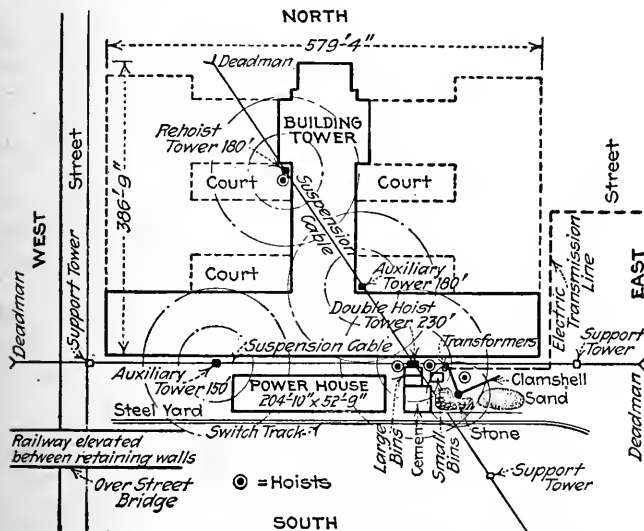 NORTH
579'-4"
Deadman
BUILDING
TOWER
Rehoist
Tower 180'
Court
Court
Suspension
Cable
386'-9"
Street
Street
WEST
Court
Court
Auxiliary
Tower 180'
Electric
Transmission
Line
EAST
Deadman
Support Tower
Double Hoist
Tower 230'
Suspension Cable
Transformers
Support
Tower
Auxiliary
Tower 150'
POWER HOUSE
204'-10" x 52'-9"
Clamshell
Sand
Steel Yard
Large
Bins
Cement
Small
Bins
Stone
Switch Track
Railway elevated
between retaining walls
Over Street
Bridge
= Hoists
Support
Tower
Deadman
SOUTH